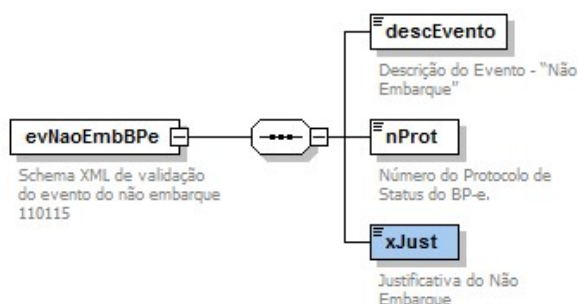 descEvento
Descrição do Evento - “Não
Embarque”
evNaoEmbBPe
Schema XML de validação
do evento do não embarque
110115
nProt
Número do Protocolo de
Status do BP-e.
xJust
Justificativa do Não
Embarque